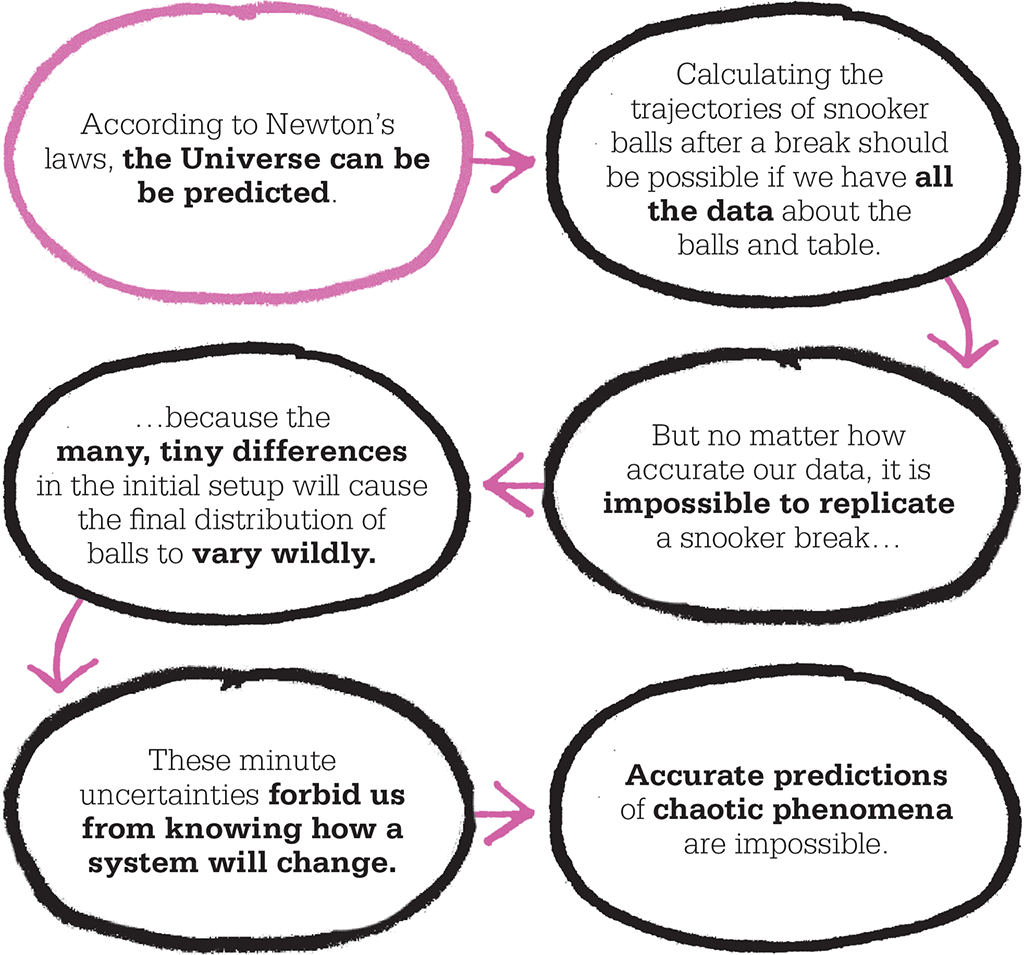 According to Newton’s
laws, the Universe can be
be predicted.
Calculating the
trajectories of snooker
balls after a break should
be possible if we have all
the data about the
balls and table.
But no matter how
accurate our data, it is
impossible to replicate
a snooker break…
…because the
many, tiny differences
in the initial setup will cause
the final distribution of
balls to vary wildly.
These minute
uncertainties forbid us
from knowing how a
system will change.
Accurate predictions
of chaotic phenomena
are impossible.